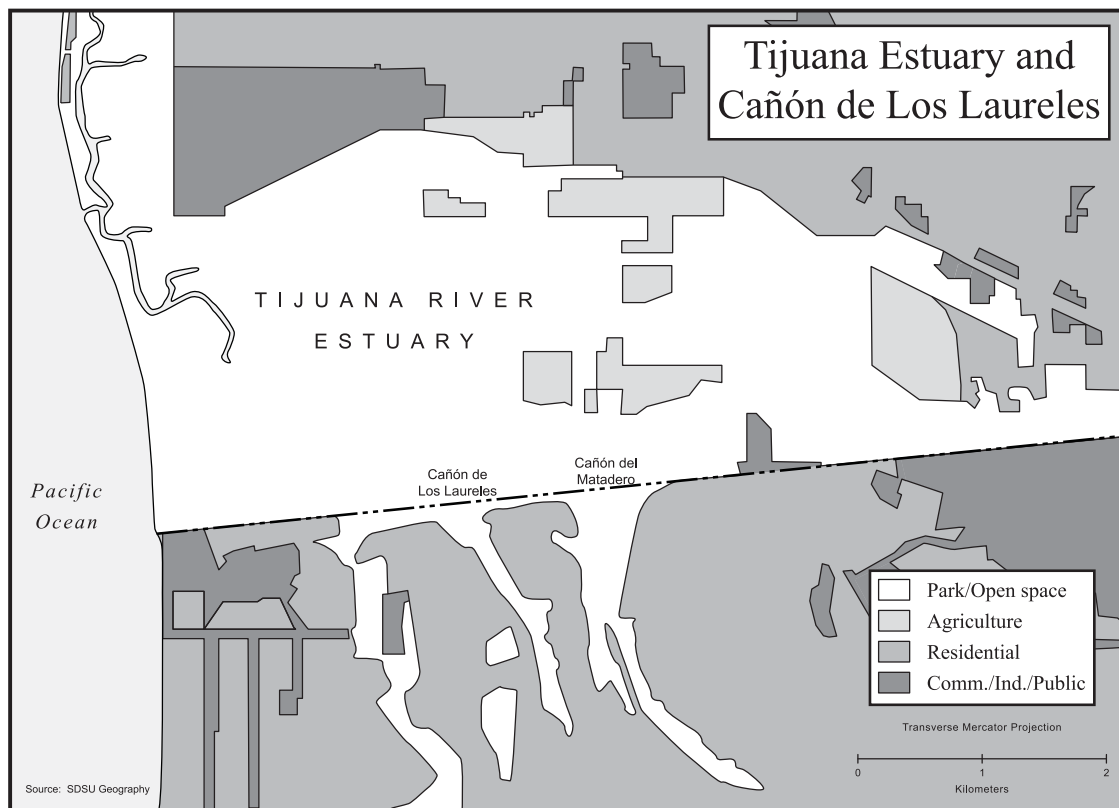 Tijuana Estuary and
Cañón de Los Laureles
TIJUANA RIVER
ESTUARY
Cañón de
Los Laureles
Cañón del
Matadero
Pacific
Ocean
Park/Open space
Agriculture
Residential
Comm./Ind./Public
Transverse Mercator Projection
0 1 2
Kilometers
Source: SDSU Geography